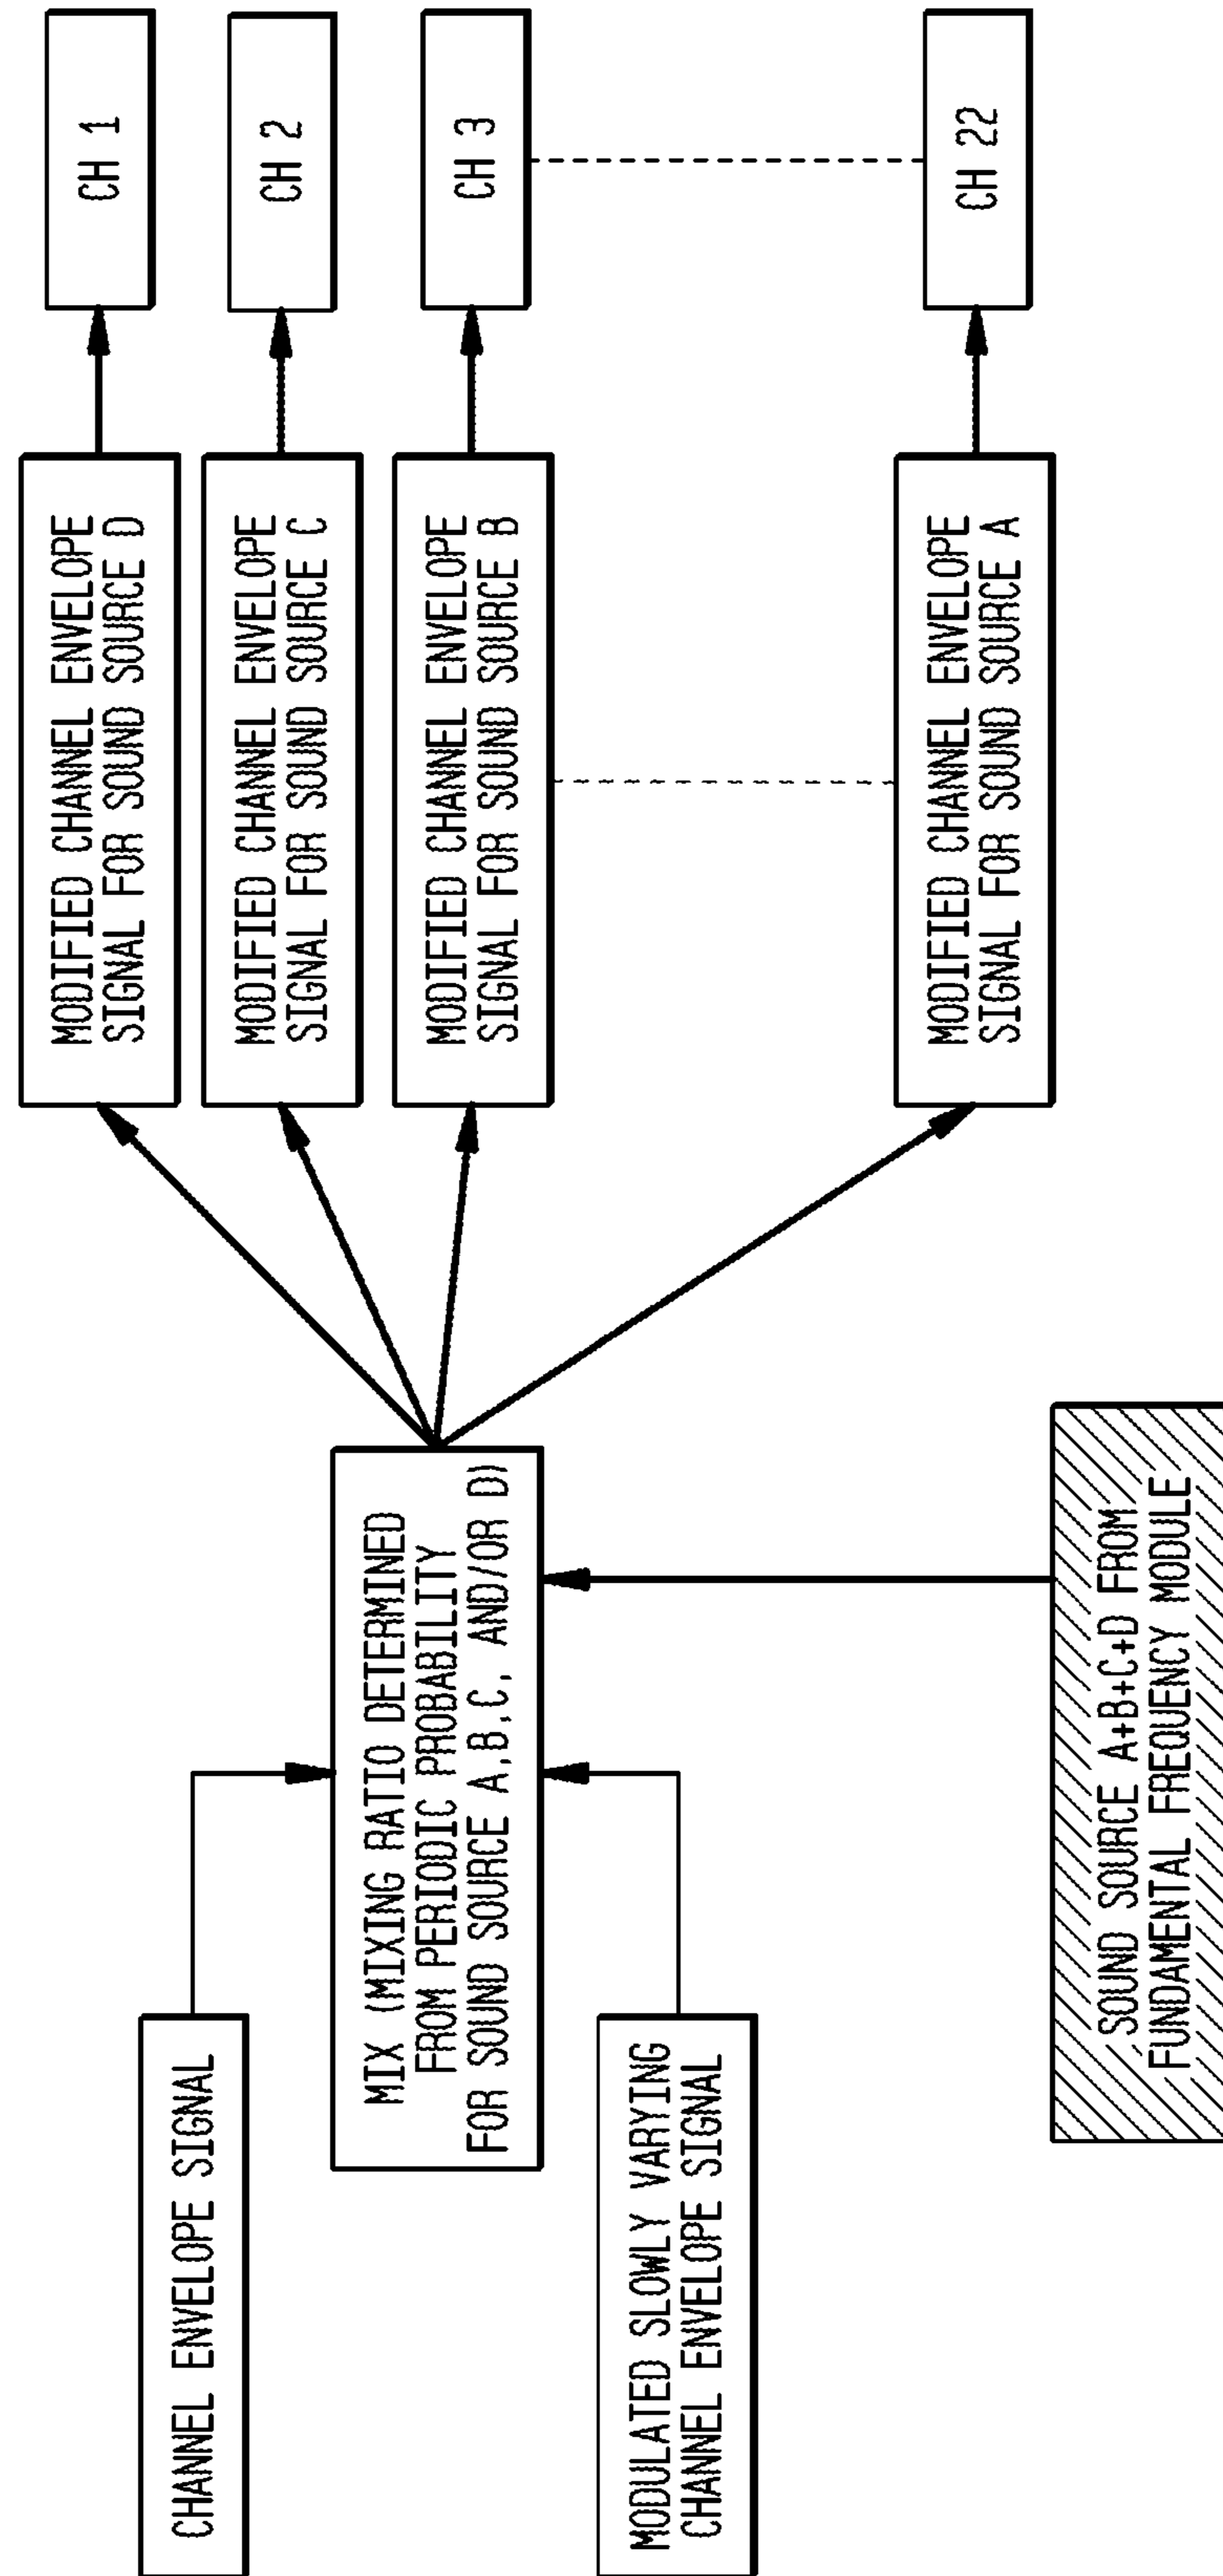 CHANNEL ENVELOPE SIGNAL
MODULATED SLOWLY VARYING
CHANNEL ENVELOPE SIGNAL
MIX (MIXING RATIO DETERMINED
FROM PERIODIC PROBABILITY
FOR SOUND SOURCE A,B,C, AND/OR D)
SOUND SOURCE A+B+C+D FROM
FUNDAMENTAL FREQUENCY MODULE
MODIFIED CHANNEL ENVELOPE
SIGNAL FOR SOUND SOURCE D
MODIFIED CHANNEL ENVELOPE
SIGNAL FOR SOUND SOURCE C
MODIFIED CHANNEL ENVELOPE
SIGNAL FOR SOUND SOURCE B
MODIFIED CHANNEL ENVELOPE
SIGNAL FOR SOUND SOURCE A
CH 1
CH 2
CH 3
CH 22